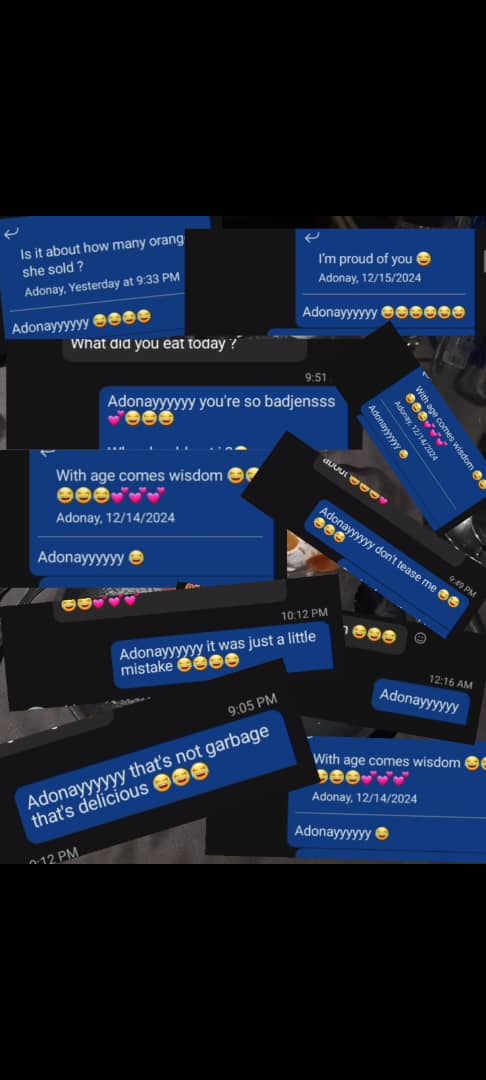 Is it about how many orang
she sold ?
Adonay, Yesterday at 9:33 PM
Adonayyyyyy 😂😂😂😂
I'm proud of you 😂
Adonay, 12/15/2024
Adonayyyyyy 😂😂😂😂😂😂
What did you eat today ?
9:51
Adonayyyyyy you're so badjensss
💕😂😂😂
With age comes wisdom 😂😂
😂😂😂💕💕💕
Adonay, 12/14/2024
Adonayyyyyy 😂
With age comes wisdom 😂😂
😂😂😂💕💕💕
Adonay, 12/14/2024
Adonayyyyyy 😂
about 😂😂😂💕
Adonayyyyyy don't tease me 😂😂
😂😂😂
9:49 PM
😂😂💕💕💕
10:12 PM
Adonayyyyyy it was just a little
mistake 😂😂😂😂
😂😂😂
12:16 AM
Adonayyyyyy
9:05 PM
Adonayyyyyy that's not garbage
that's delicious 😂😂😂
9:12 PM
With age comes wisdom 😂😂
😂😂😂💕💕💕
Adonay, 12/14/2024
Adonayyyyyy 😂